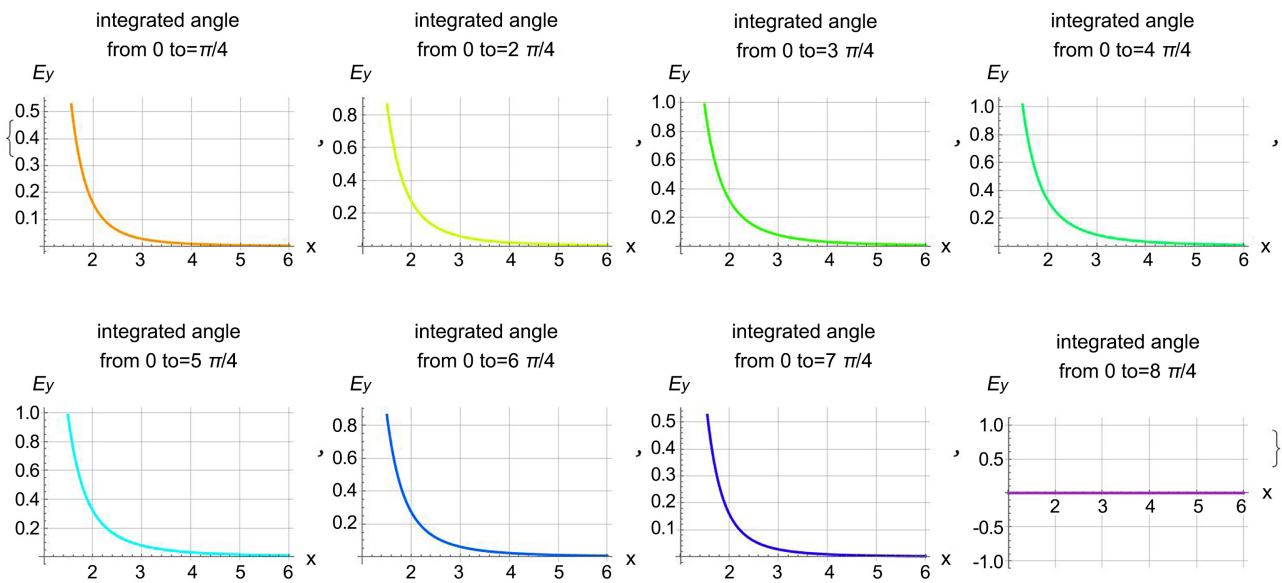 integrated angle
from 0 to=π/4
integrated angle
from 0 to=2 π/4
integrated angle
from 0 to=3 π/4
integrated angle
from 0 to=4 π/4
Ey
Ey
Ey
Ey
{
0.5
0.4
0.3
0.2
0.1
2 3 4 5 6
x
,
0.8
0.6
0.4
0.2
2 3 4 5 6
x
,
1.0
0.8
0.6
0.4
0.2
2 3 4 5 6
x
,
1.0
0.8
0.6
0.4
0.2
2 3 4 5 6
x
,
integrated angle
from 0 to=5 π/4
integrated angle
from 0 to=6 π/4
integrated angle
from 0 to=7 π/4
integrated angle
from 0 to=8 π/4
Ey
Ey
Ey
Ey
1.0
0.8
0.6
0.4
0.2
2 3 4 5 6
x
,
0.8
0.6
0.4
0.2
2 3 4 5 6
x
,
0.5
0.4
0.3
0.2
0.1
2 3 4 5 6
x
,
1.0
0.5
-0.5
-1.0
2 3 4 5 6
x
}